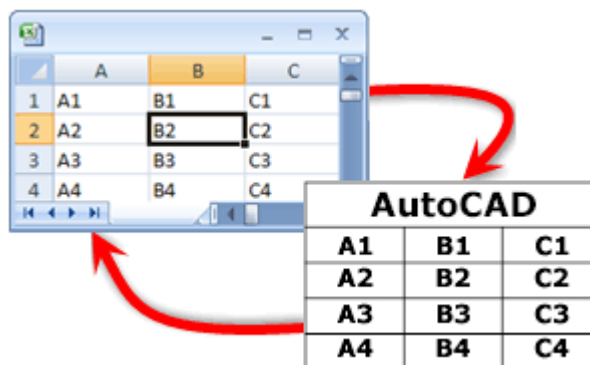 A B C
1 A1 B1 C1
2 A2 B2 C2
3 A3 B3 C3
4 A4 B4 C4
AutoCAD
A1 B1 C1
A2 B2 C2
A3 B3 C3
A4 B4 C4